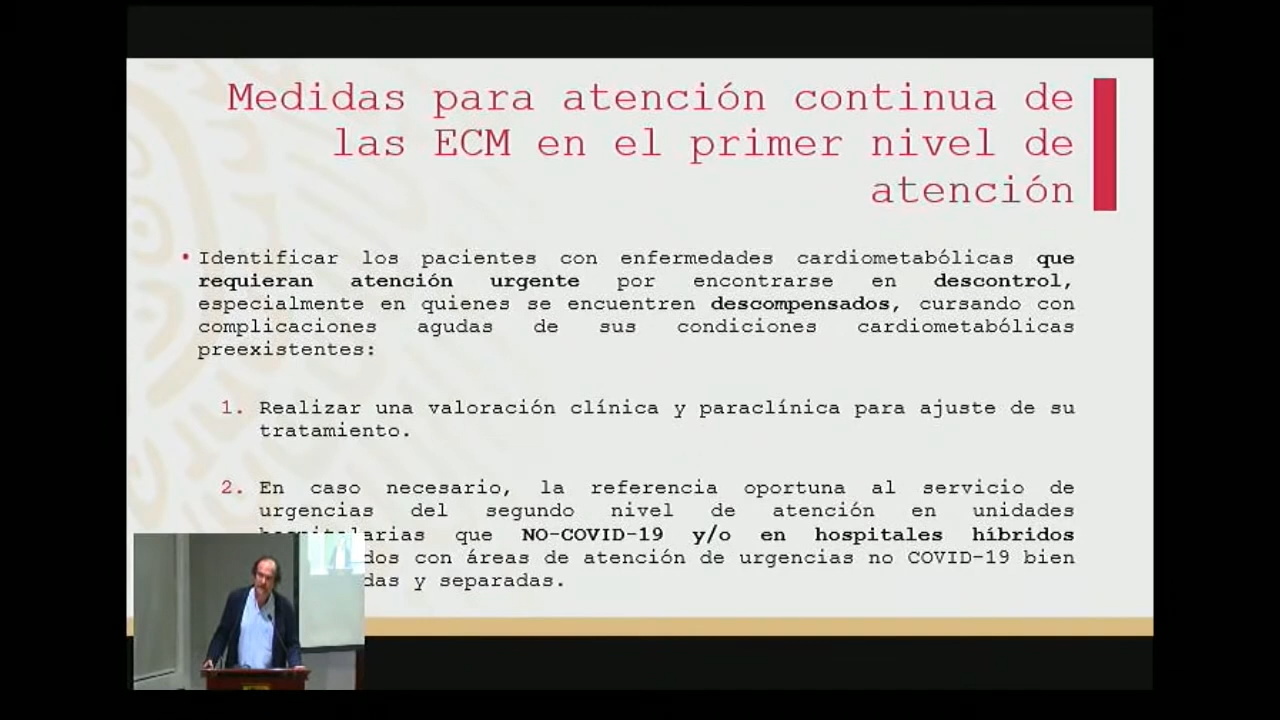 Medidas para atención continua de
las ECM en el primer nivel de
atención
• Identificar los pacientes con enfermedades cardiometabólicas que
requieran atención urgente por encontrarse en descontrol,
especialmente en quienes se encuentren descompensados, cursando con
complicaciones agudas de sus condiciones cardiometabólicas
preexistentes:
1. Realizar una valoración clínica y paraclínica para ajuste de su
tratamiento.
2. En caso necesario, la referencia oportuna al servicio de
urgencias del segundo nivel de atención en unidades
hospitalarias que NO-COVID-19 y/o en hospitales híbridos
dos con áreas de atención de urgencias no COVID-19 bien
das y separadas.